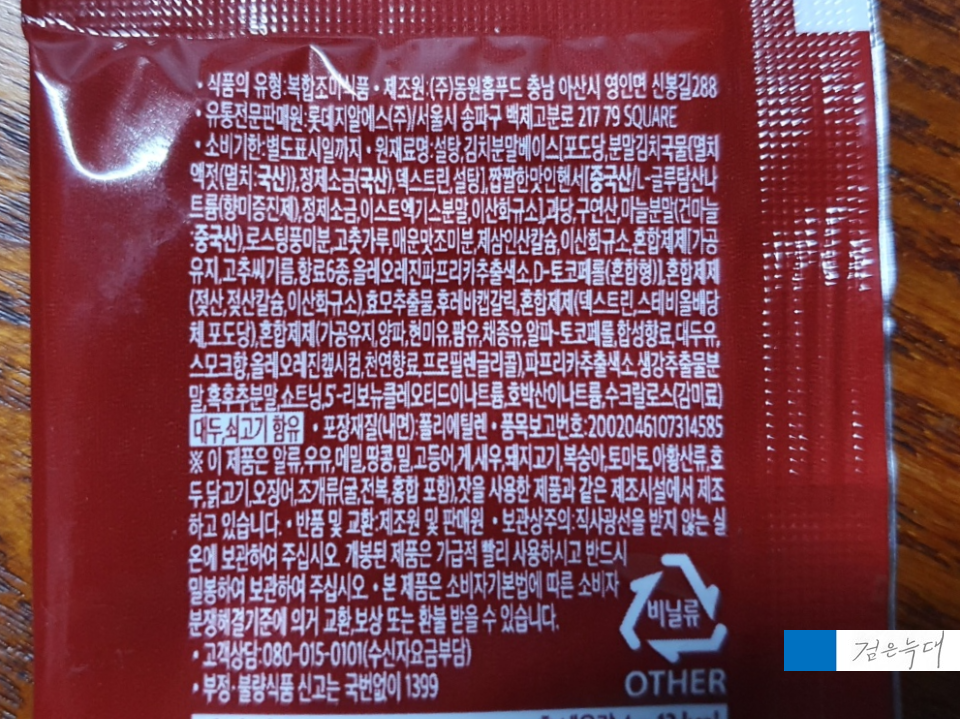 • 식품의 유형:복합조미식품 • 제조원:(주)동원홈푸드 충남 아산시 영인면 신봉길288
• 유통전문판매원:롯데지알에스(주)/서울시 송파구 백제고분로 217 79 SQUARE
• 소비기한:별도표시일까지 • 원재료명:설탕,김치분말베이스[포도당,분말김치국물{멸치
액젓(멸치:국산)},정제소금(국산),덱스트린,설탕],짭짤한맛인핸서[중국산/L-글루탐산나
트륨(향미증진제),정제소금,이스트엑기스분말,이산화규소],과당,구연산,마늘분말(건마늘
:중국산),로스팅풍미분,고춧가루,매운맛조미분,제삼인산칼슘,이산화규소,혼합제제[가공
유지,고추씨기름,향료6종,올레오레진파프리카추출색소,D-토코페롤(혼합형)],혼합제제
(젖산,젖산칼슘,이산화규소),효모추출물,후레바캡갈릭,혼합제제(덱스트린,스테비올배당
체,포도당),혼합제제(가공유지,양파,현미유,팜유,채종유,알파-토코페롤,합성향료,대두유,
스모크향,올레오레진캪시컴,천연향료,프로필렌글리콜),파프리카추출색소,생강추출물분
말,흑후추분말,쇼트닝,5'-리보뉴클레오티드이나트륨,호박산이나트륨,수크랄로스(감미료)
대두,쇠고기 함유 • 포장재질(내면):폴리에틸렌 • 품목보고번호:2002046107314585
※ 이 제품은 알류,우유,메밀,땅콩,밀,고등어,게,새우,돼지고기,복숭아,토마토,아황산류,호
두,닭고기,오징어,조개류(굴,전복,홍합 포함),잣을 사용한 제품과 같은 제조시설에서 제조
하고 있습니다. • 반품 및 교환:제조원 및 판매원 • 보관상주의:직사광선을 받지 않는 실
온에 보관하여 주십시오 개봉된 제품은 가급적 빨리 사용하시고 반드시
밀봉하여 보관하여 주십시오 • 본 제품은 소비자기본법에 따른 소비자
분쟁해결기준에 의거 교환,보상 또는 환불 받을 수 있습니다.
비닐류
• 고객상담:080-015-0101(수신자요금부담)
OTHER
• 부정·불량식품 신고는 국번없이 1399
검은늑대